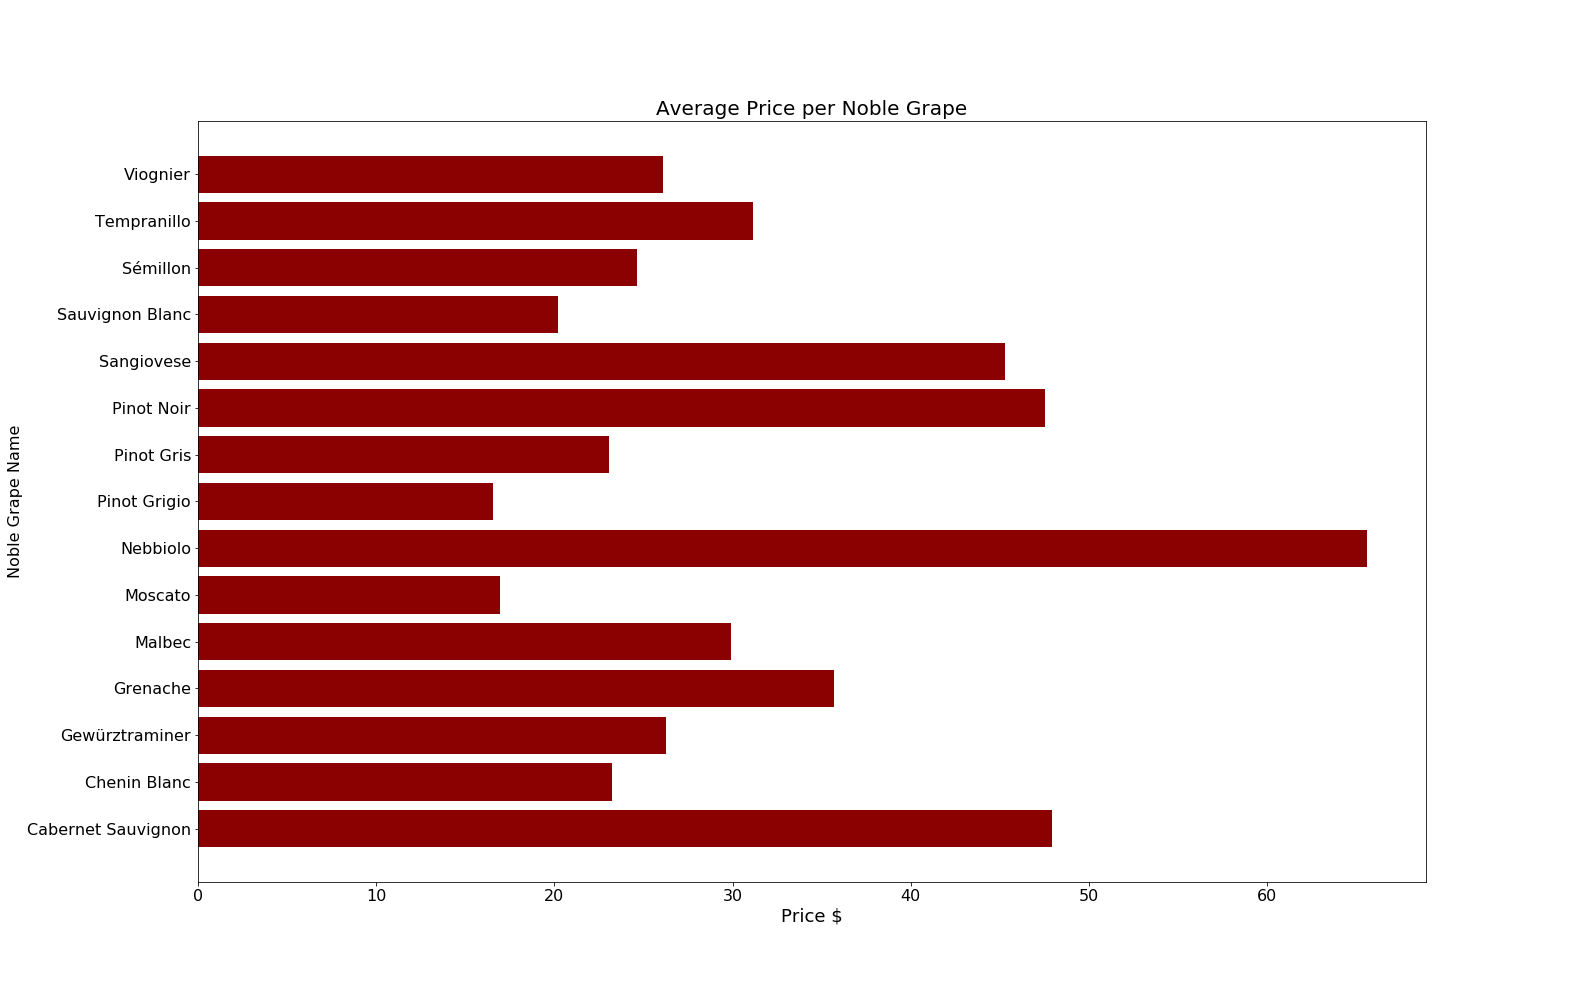 Average Price per Noble Grape
Noble Grape Name
Viognier
Tempranillo
Sémillon
Sauvignon Blanc
Sangiovese
Pinot Noir
Pinot Gris
Pinot Grigio
Nebbiolo
Moscato
Malbec
Grenache
Gewürztraminer
Chenin Blanc
Cabernet Sauvignon
0 10 20 30 40 50 60
Price $